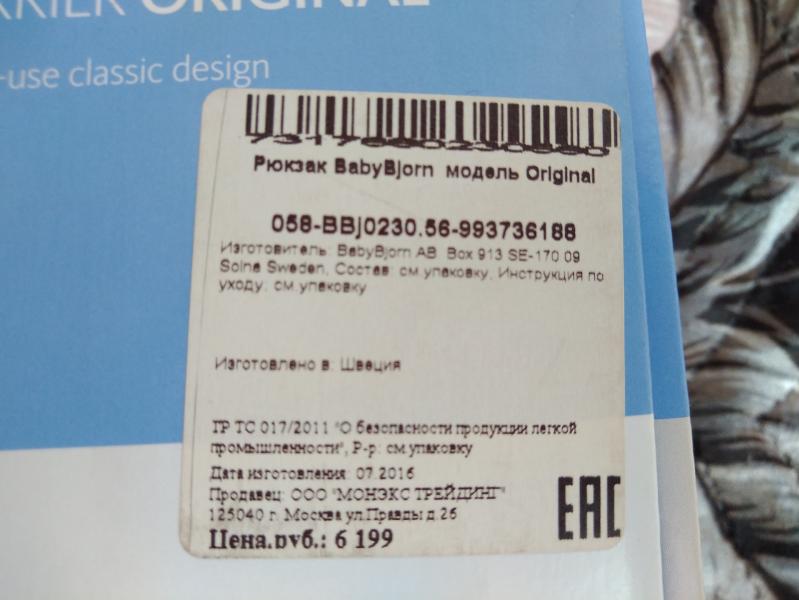 ORIGINAL
-use classic design
Рюкзак BabyBjorn модель Original
058-BBJ0230.56-993736188
Изготовитель: BabyBjorn AB Box 913 SE-170 09
Solna Sweden, Состав: см.упаковку, Инструкция по
уходу: см.упаковку
Изготовлено в: Швеция
ТР ТС 017/2011 "О безопасности продукции легкой
промышленности", Р-р: см.упаковку
Дата изготовления: 07.2016
Продавец: ООО "МОНЭКС ТРЕЙДИНГ"
125040 г. Москва ул.Правды д.26
Цена.руб.: 6 199
EAC